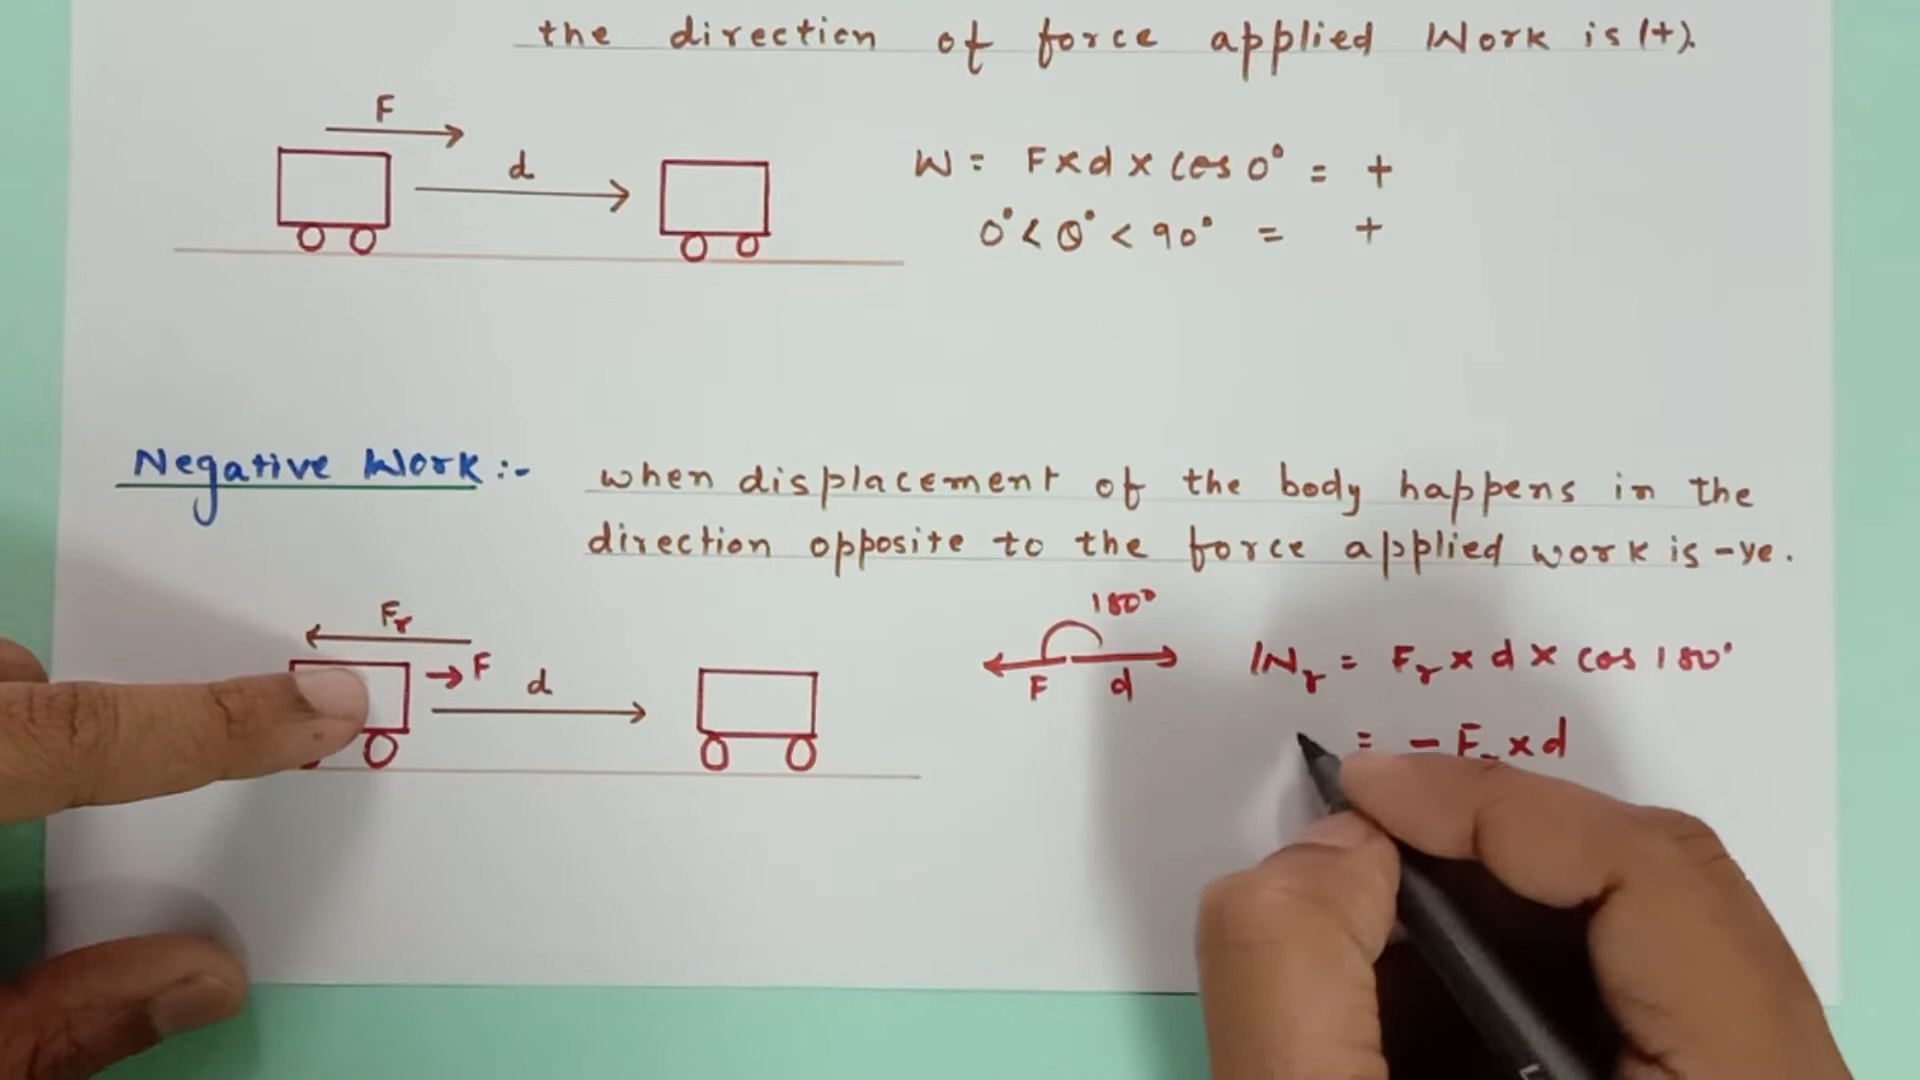 the direction of force applied Work is (+).
F
d
W = F x d x cos 0° = +
0° < θ° < 90° = +
Negative Work :- when displacement of the body happens in the
direction opposite to the force applied work is -ve.
Fr
F
d
180°
F d
Wr = Fr x d x cos 180°
= - Fr x d